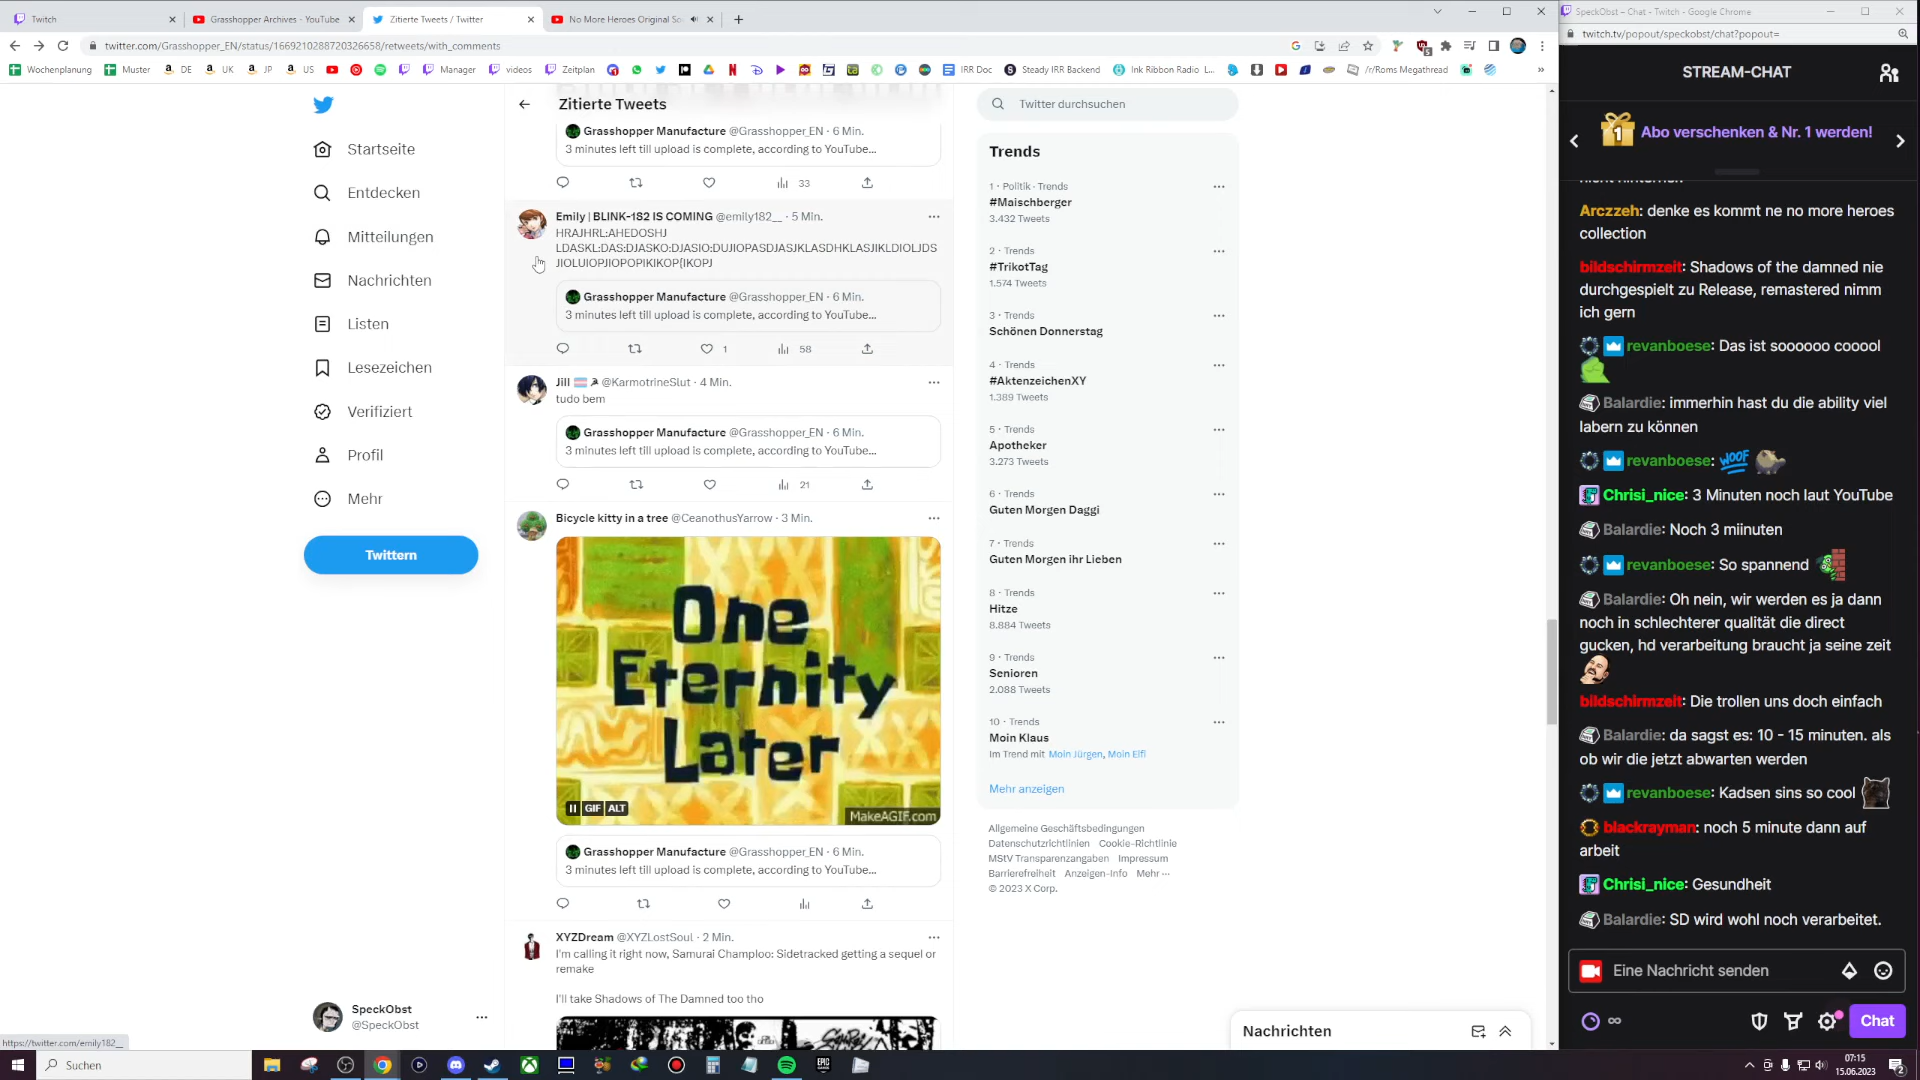 Twitch
Grasshopper Archives - YouTube
Zitierte Tweets / Twitter
No More Heroes Original So
SpeckObst – Chat - Twitch - Google Chrome
twitter.com/Grasshopper_EN/status/1669210288720326658/retweets/with_comments
twitch.tv/popout/speckobst/chat?popout=
Wochenplanung
Muster
DE
UK
JP
US
Manager
videos
Zeitplan
IRR Doc
Steady IRR Backend
Ink Ribbon Radio L...
/r/Roms Megathread
Startseite
Entdecken
Mitteilungen
Nachrichten
Listen
Lesezeichen
Verifiziert
Profil
Mehr
Twittern
SpeckObst
@SpeckObst
https://twitter.com/emily182__
Zitierte Tweets
Grasshopper Manufacture @Grasshopper_EN · 6 Min.
3 minutes left till upload is complete, according to YouTube...
33
Emily | BLINK-182 IS COMING @emily182__ · 5 Min.
HRAJHRL:AHEDOSHJ
LDASKL:DAS:DJASKO:DJASIO:DUJIOPASDJASJKLASDHKLASJIKLDIOLJDS
JIOLUIOPJIOPOPIKIKOP{IKOPJ
Grasshopper Manufacture @Grasshopper_EN · 6 Min.
3 minutes left till upload is complete, according to YouTube...
1
58
Jill @KarmotrineSlut · 4 Min.
tudo bem
Grasshopper Manufacture @Grasshopper_EN · 6 Min.
3 minutes left till upload is complete, according to YouTube...
21
Bicycle kitty in a tree @CeanothusYarrow · 3 Min.
One
Eternity
Later
GIF ALT
MakeAGIF.com
Grasshopper Manufacture @Grasshopper_EN · 6 Min.
3 minutes left till upload is complete, according to YouTube...
XYZDream @XYZLostSoul · 2 Min.
I'm calling it right now, Samurai Champloo: Sidetracked getting a sequel or
remake
I'll take Shadows of The Damned too tho
Twitter durchsuchen
Trends
1 · Politik · Trends
#Maischberger
3.432 Tweets
2 · Trends
#TrikotTag
1.574 Tweets
3 · Trends
Schönen Donnerstag
4 · Trends
#AktenzeichenXY
1.389 Tweets
5 · Trends
Apotheker
3.273 Tweets
6 · Trends
Guten Morgen Daggi
7 · Trends
Guten Morgen ihr Lieben
8 · Trends
Hitze
8.884 Tweets
9 · Trends
Senioren
2.088 Tweets
10 · Trends
Moin Klaus
Im Trend mit Moin Jürgen, Moin Elfi
Mehr anzeigen
Allgemeine Geschäftsbedingungen
Datenschutzrichtlinien Cookie-Richtlinie
MStV Transparenzangaben Impressum
Barrierefreiheit Anzeigen-Info Mehr ···
© 2023 X Corp.
Nachrichten
STREAM-CHAT
1
Abo verschenken & Nr. 1 werden!
Arczzeh: denke es kommt ne no more heroes
collection
bildschirmzeit: Shadows of the damned nie
durchgespielt zu Release, remastered nimm
ich gern
revanboese: Das ist soooooo cooool
Balardie: immerhin hast du die ability viel
labern zu können
revanboese: WOOF
Chrisi_nice: 3 Minuten noch laut YouTube
Balardie: Noch 3 miinuten
revanboese: So spannend
Balardie: Oh nein, wir werden es ja dann
noch in schlechterer qualität die direct
gucken, hd verarbeitung braucht ja seine zeit
bildschirmzeit: Die trollen uns doch einfach
Balardie: da sagst es: 10 - 15 minuten. als
ob wir die jetzt abwarten werden
revanboese: Kadsen sins so cool
blackrayman: noch 5 minute dann auf
arbeit
Chrisi_nice: Gesundheit
Balardie: SD wird wohl noch verarbeitet.
Eine Nachricht senden
Chat
Suchen
07:15
15.06.2023